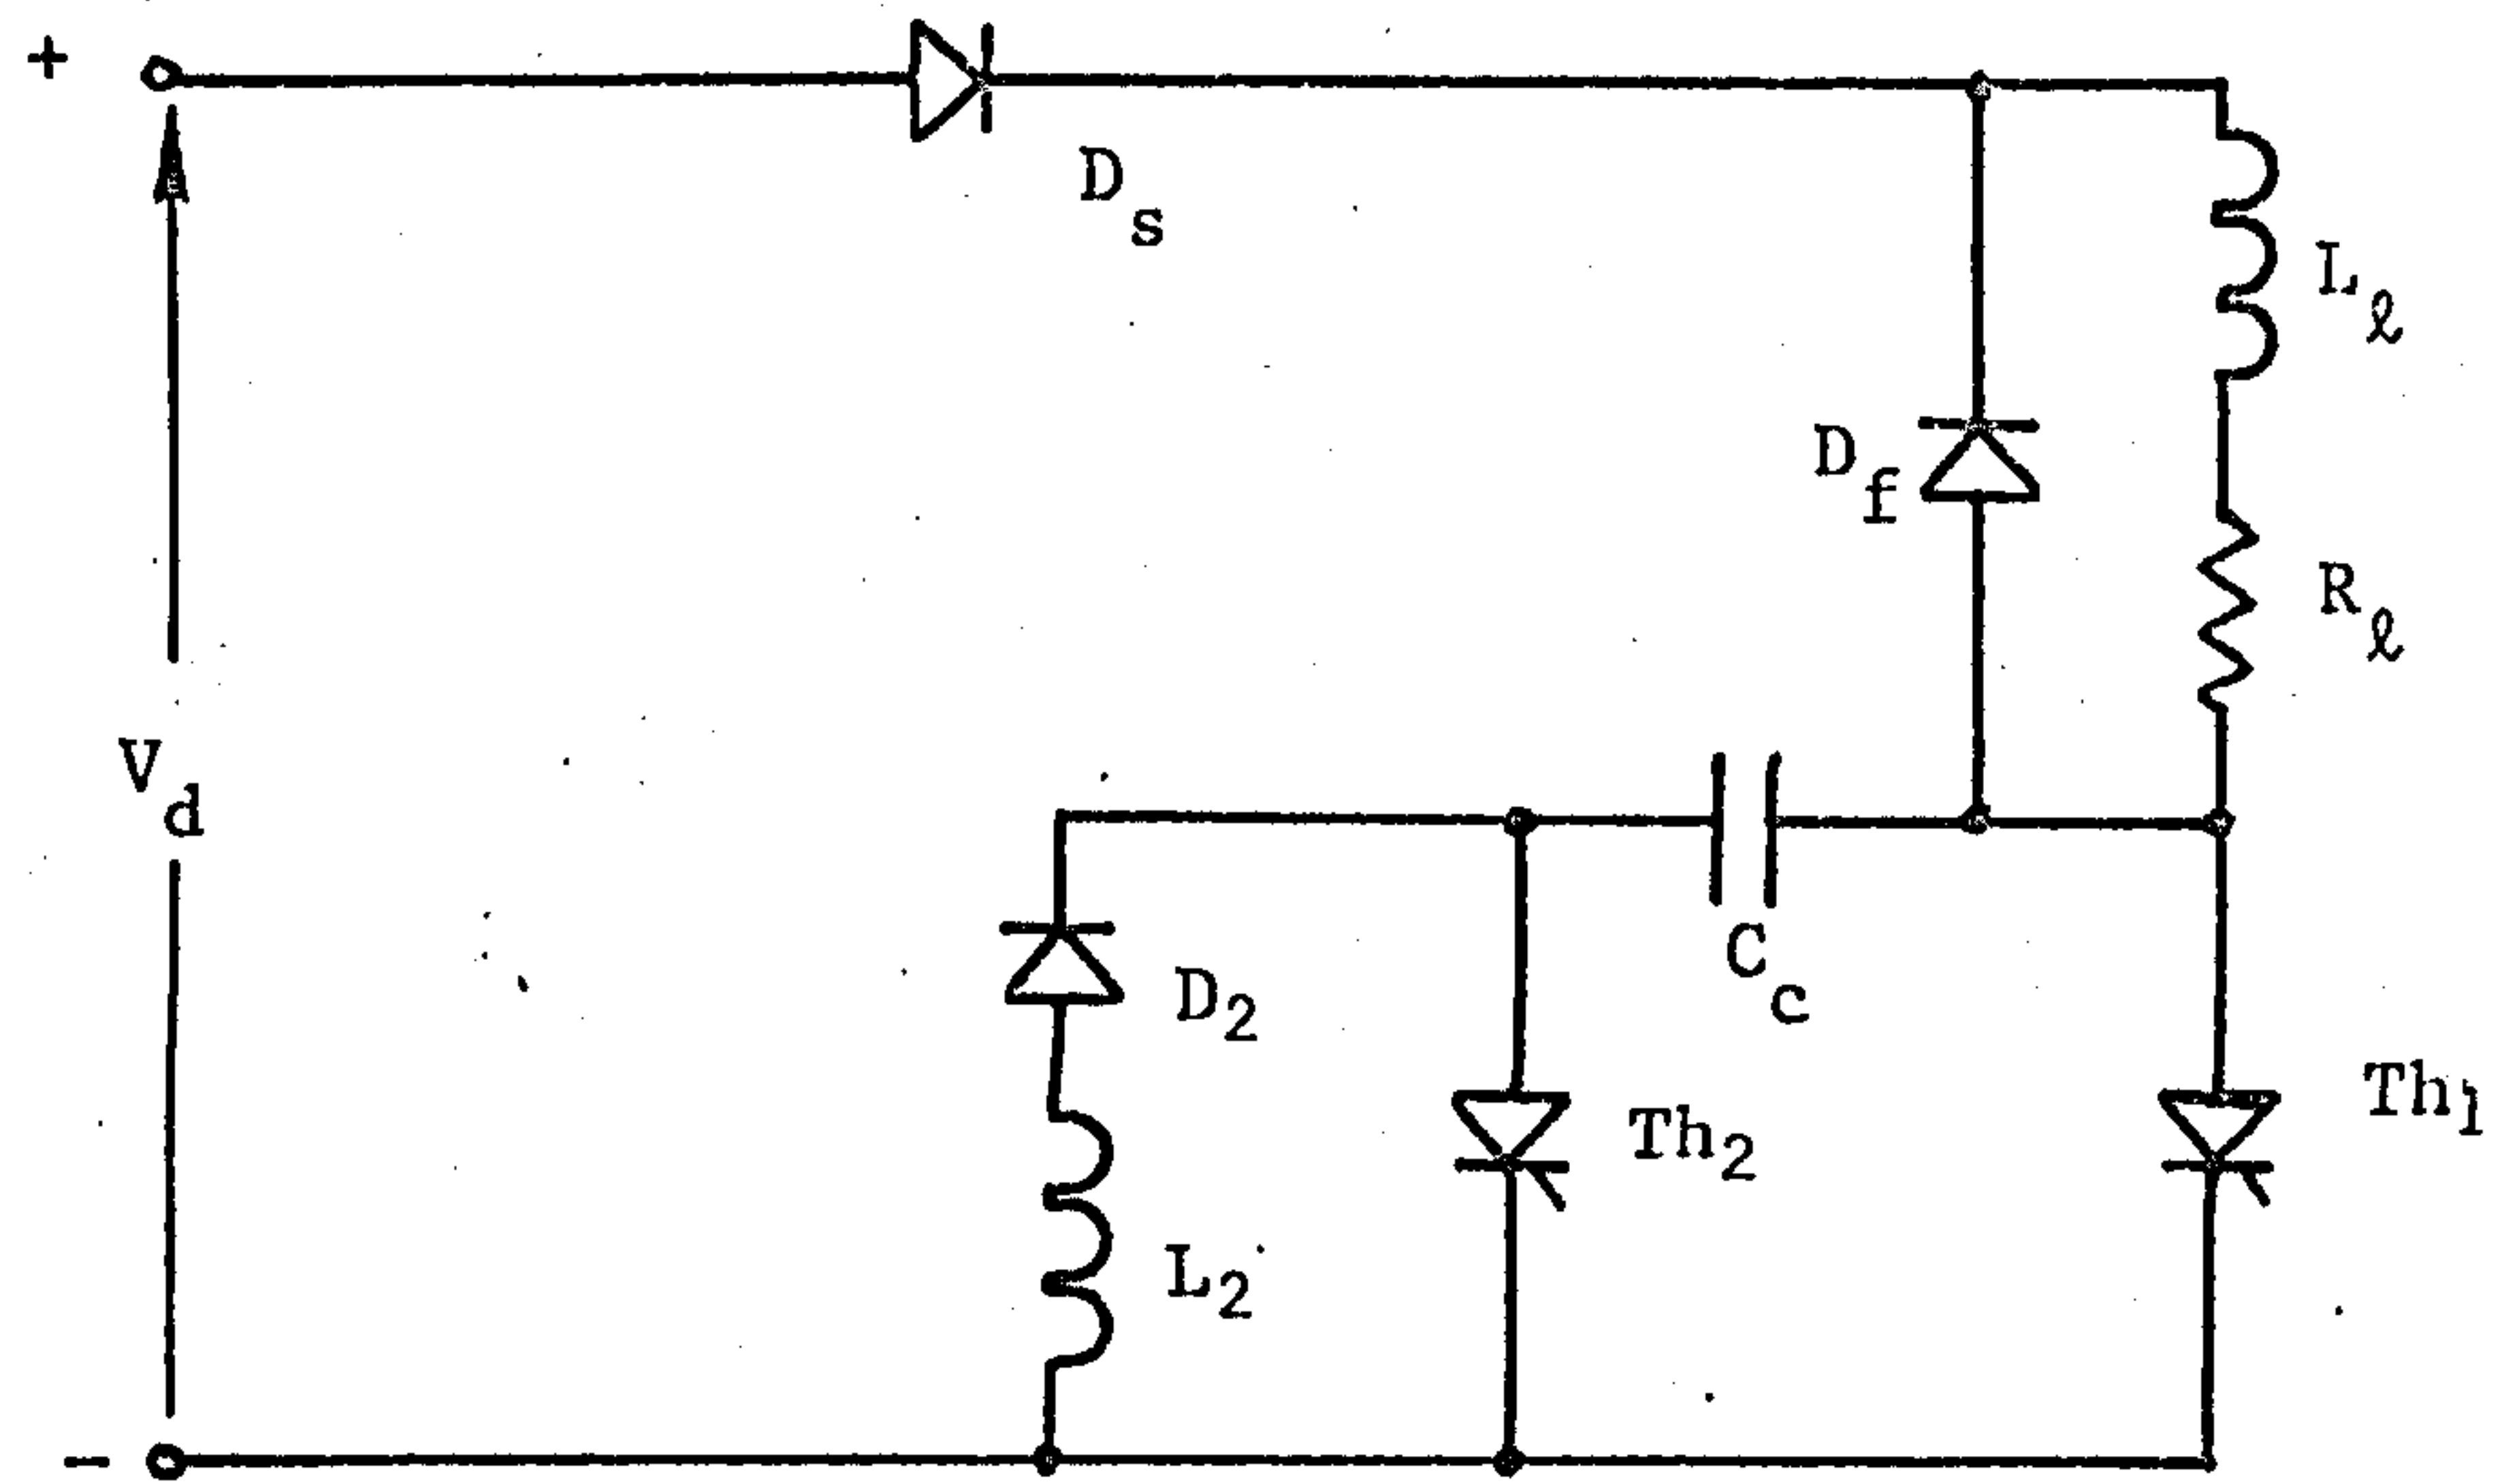 +
D_s
L_ℓ
D_f
R_ℓ
V_d
C_c
D_2
Th_1
Th_2
L_2
−